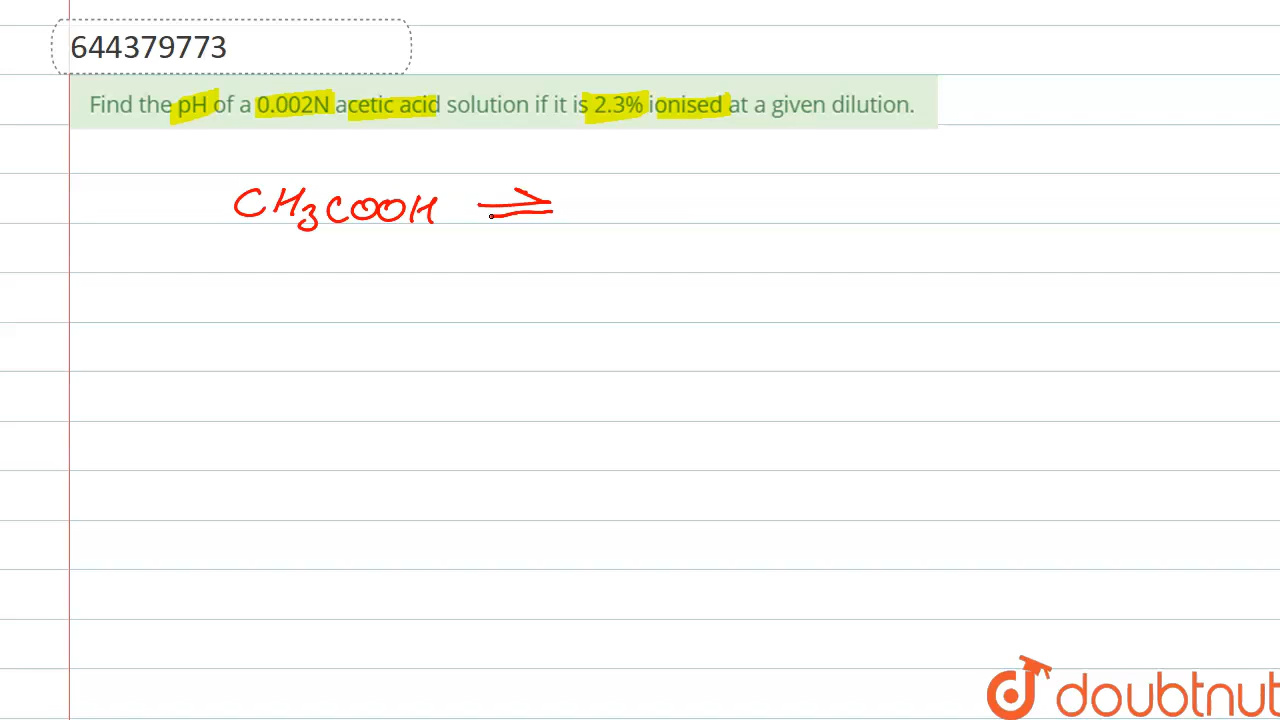 644379773
Find the pH of a 0.002N acetic acid solution if it is 2.3% ionised at a given dilution.
CH3COOH ⇌
doubtnut